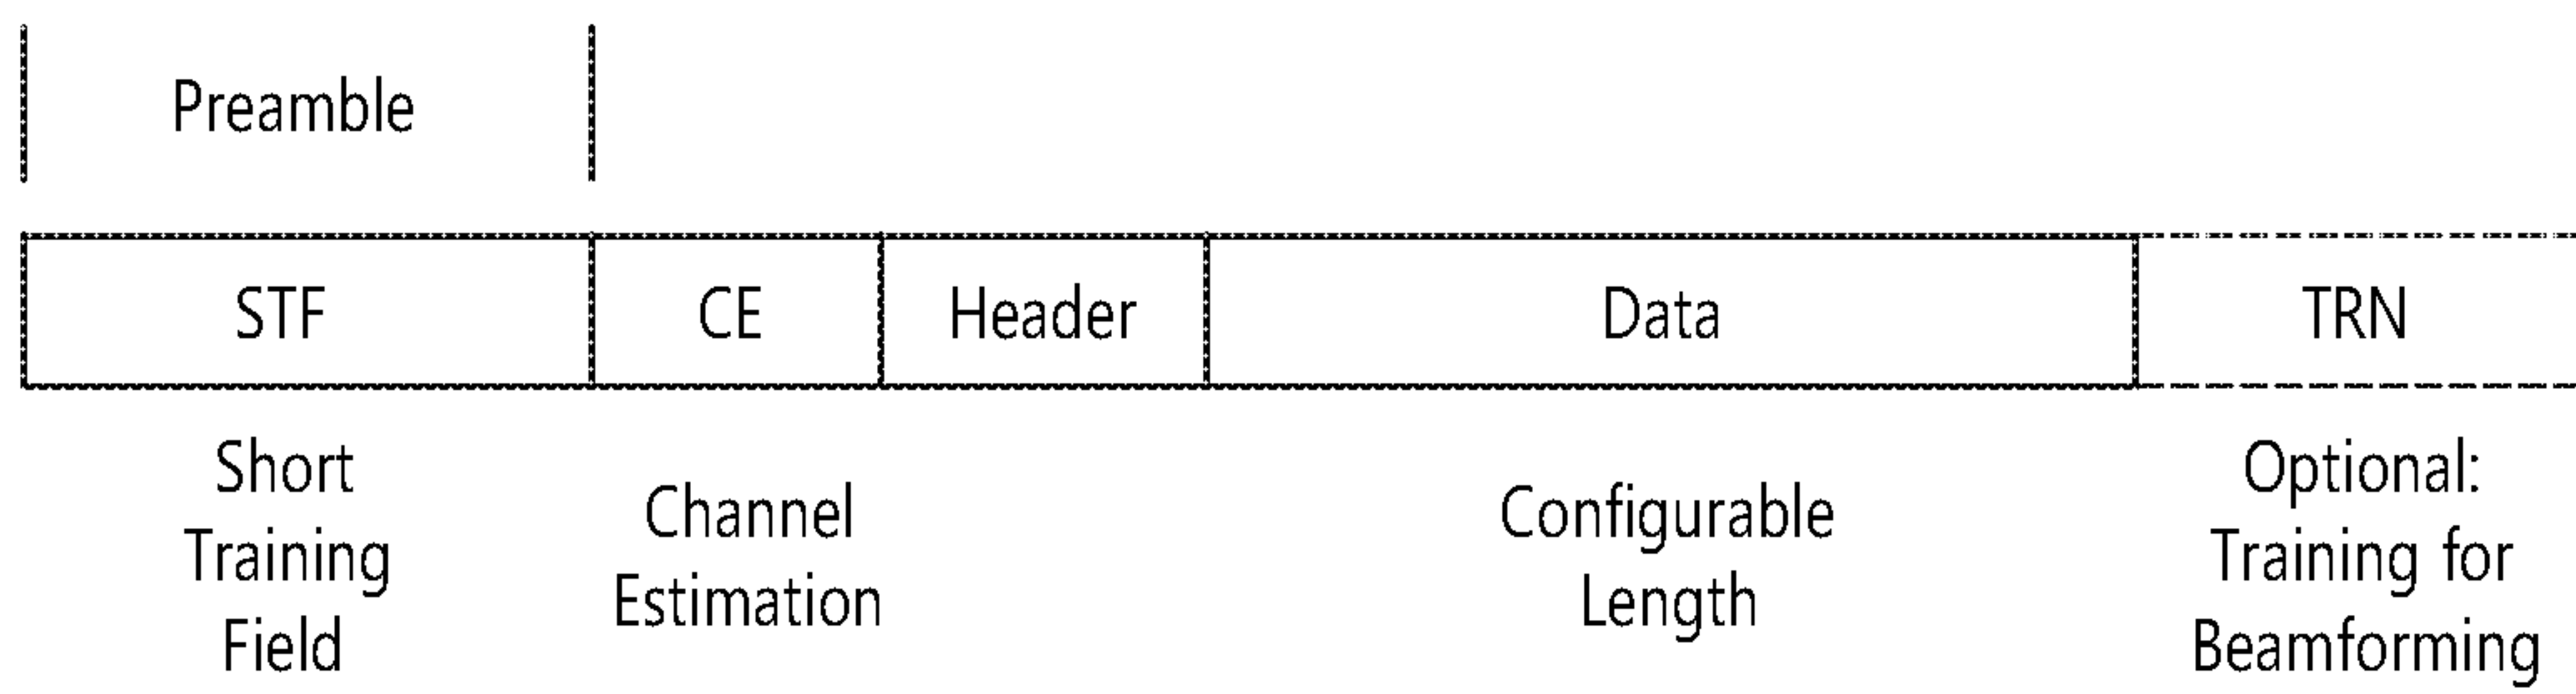 Preamble
STF CE Header Data TRN
Short
Training
Field
Channel
Estimation
Configurable
Length
Optional:
Training for
Beamforming